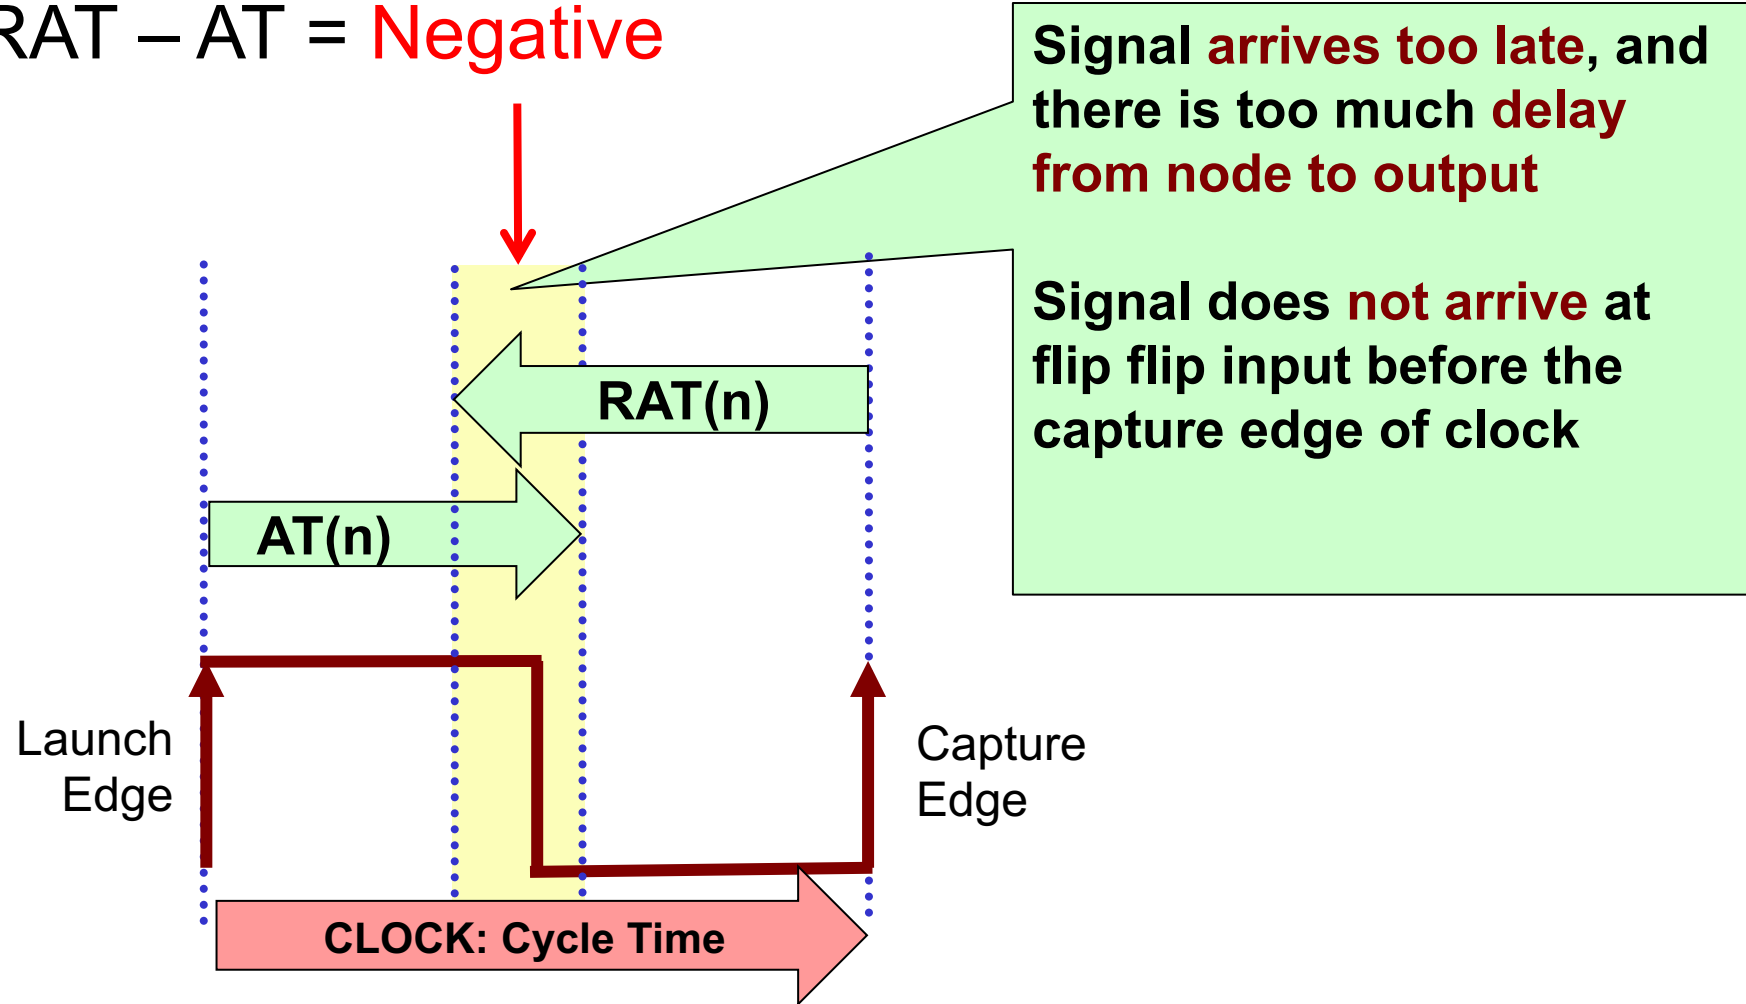 RAT – AT = Negative
Signal arrives too late, and
there is too much delay
from node to output
Signal does not arrive at
flip flip input before the
capture edge of clock
RAT(n)
AT(n)
Launch
Edge
Capture
Edge
CLOCK: Cycle Time